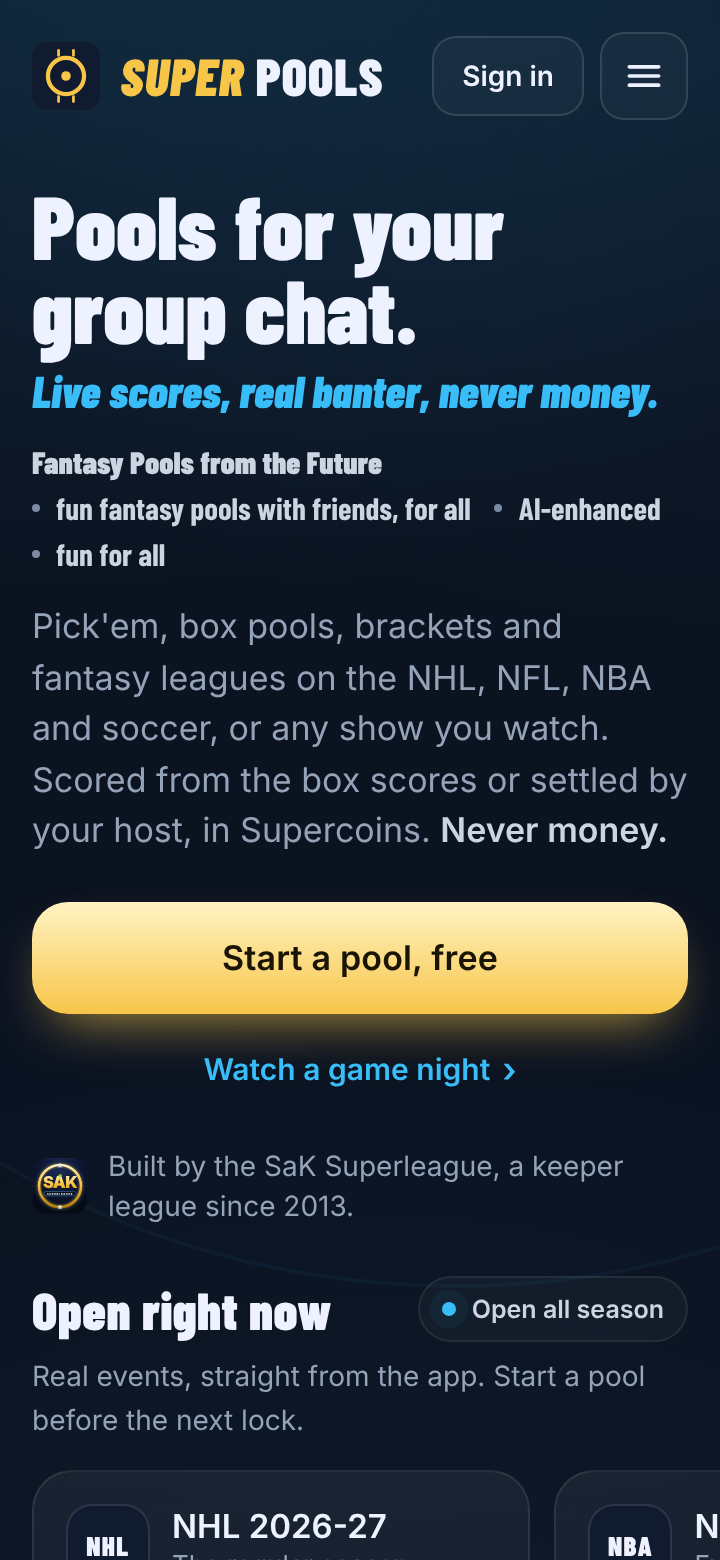 SUPER POOLS
Sign in
Pools for your
group chat.
Live scores, real banter, never money.
Fantasy Pools from the Future
• fun fantasy pools with friends, for all • AI-enhanced
• fun for all
Pick'em, box pools, brackets and
fantasy leagues on the NHL, NFL, NBA
and soccer, or any show you watch.
Scored from the box scores or settled by
your host, in Supercoins. Never money.
Start a pool, free
Watch a game night ›
SAK
Built by the SaK Superleague, a keeper
league since 2013.
Open right now
Open all season
Real events, straight from the app. Start a pool
before the next lock.
NHL
NHL 2026-27
NBA